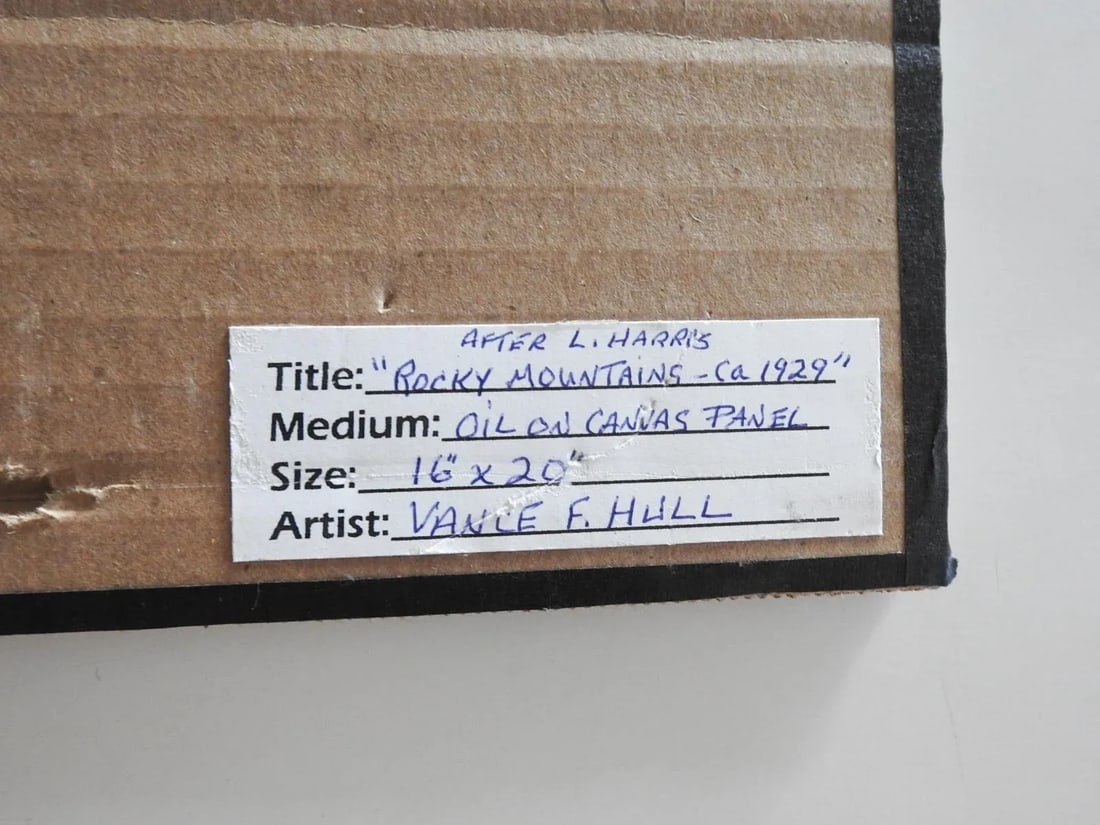 AFTER L. HARRIS
Title: "ROCKY MOUNTAINS - Ca 1929"
Medium: OIL ON CANVAS PANEL
Size: 16" x 20"
Artist: VANCE F. HULL